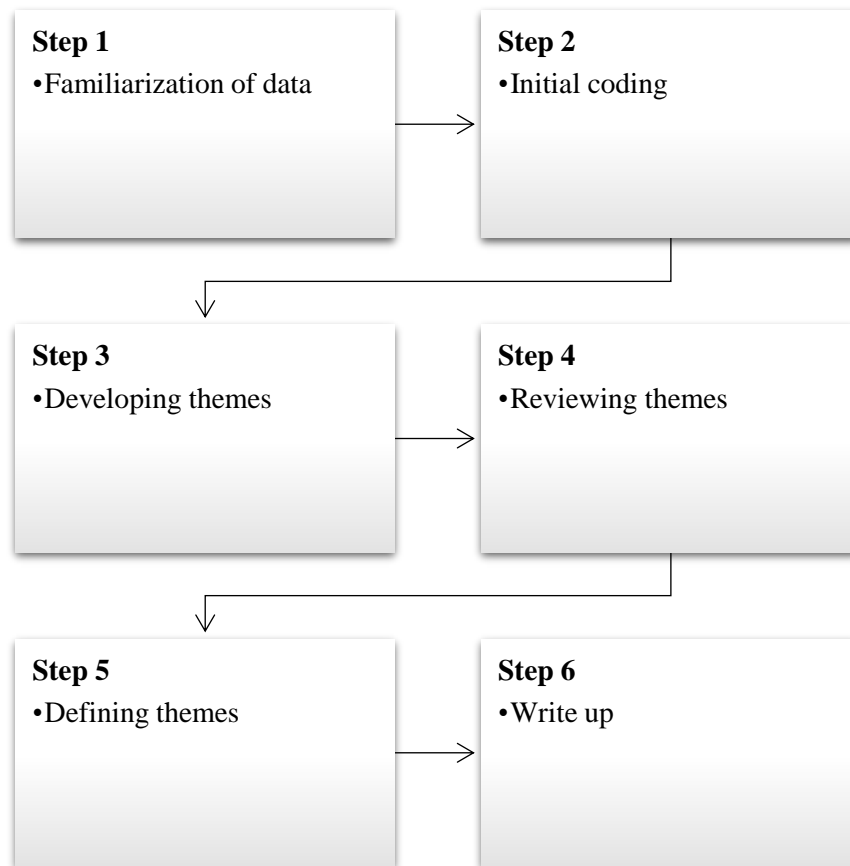 Step 1
•Familiarization of data
Step 2
•Initial coding
Step 3
•Developing themes
Step 4
•Reviewing themes
Step 5
•Defining themes
Step 6
•Write up